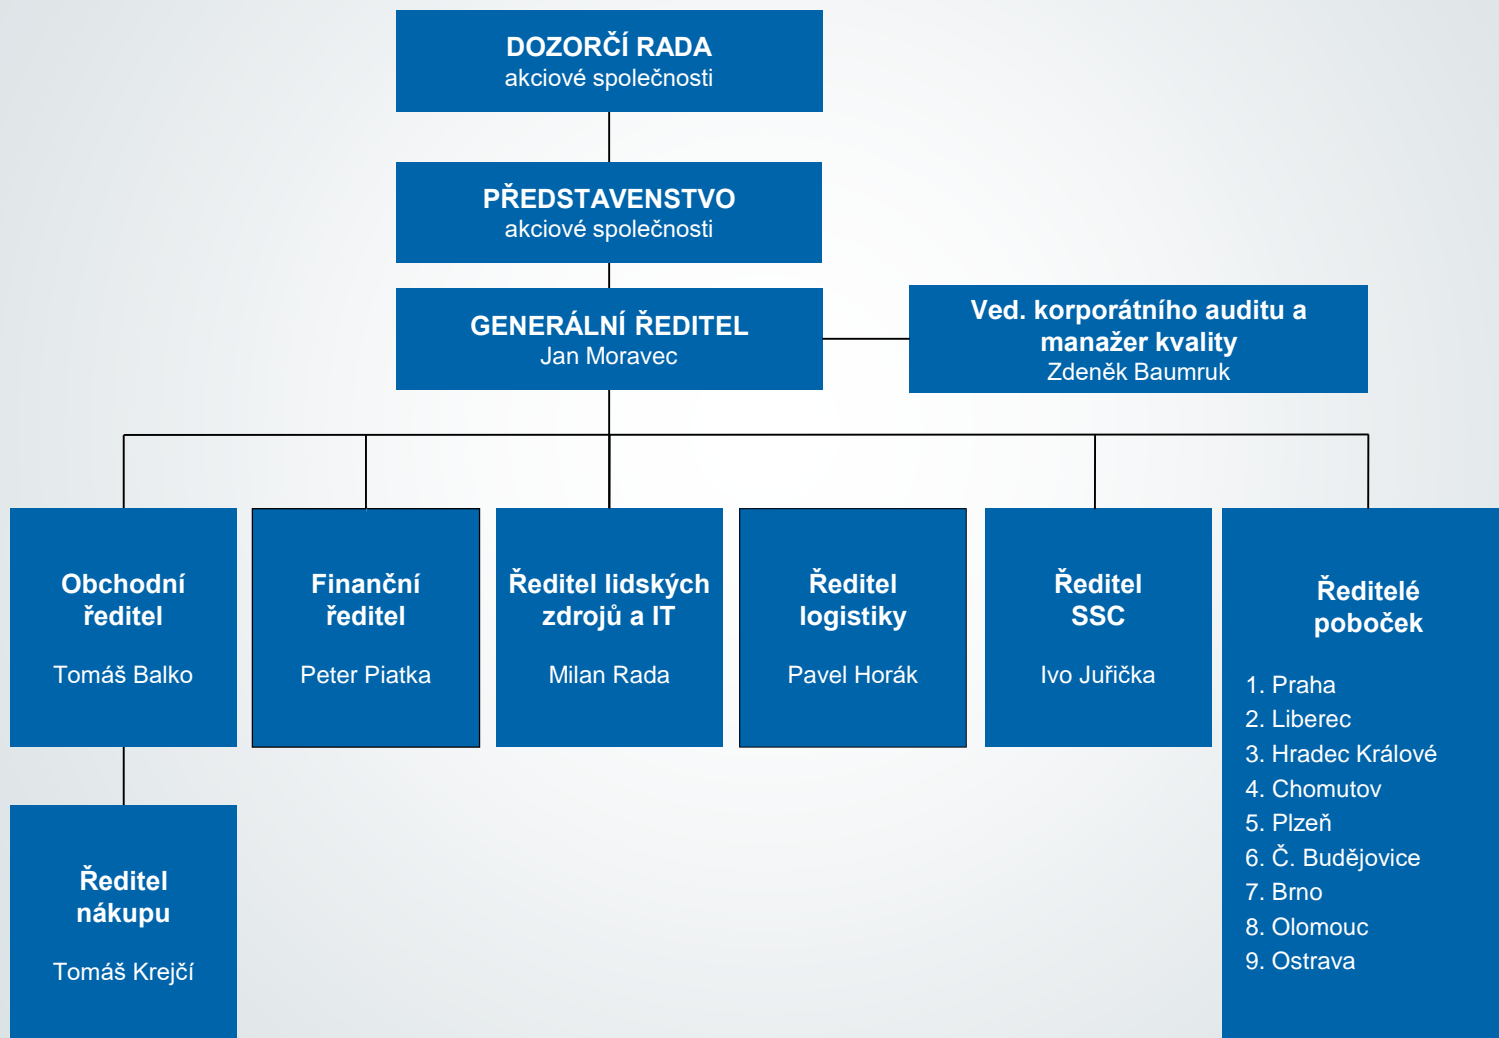 DOZORČÍ RADA
akciové společnosti
PŘEDSTAVENSTVO
akciové společnosti
GENERÁLNÍ ŘEDITEL
Jan Moravec
Ved. korporátního auditu a
manažer kvality
Zdeněk Baumruk
Obchodní
ředitel
Tomáš Balko
Finanční
ředitel
Peter Piatka
Ředitel lidských
zdrojů a IT
Milan Rada
Ředitel
logistiky
Pavel Horák
Ředitel
SSC
Ivo Juřička
Ředitelé
poboček
1. Praha
2. Liberec
3. Hradec Králové
4. Chomutov
5. Plzeň
6. Č. Budějovice
7. Brno
8. Olomouc
9. Ostrava
Ředitel
nákupu
Tomáš Krejčí